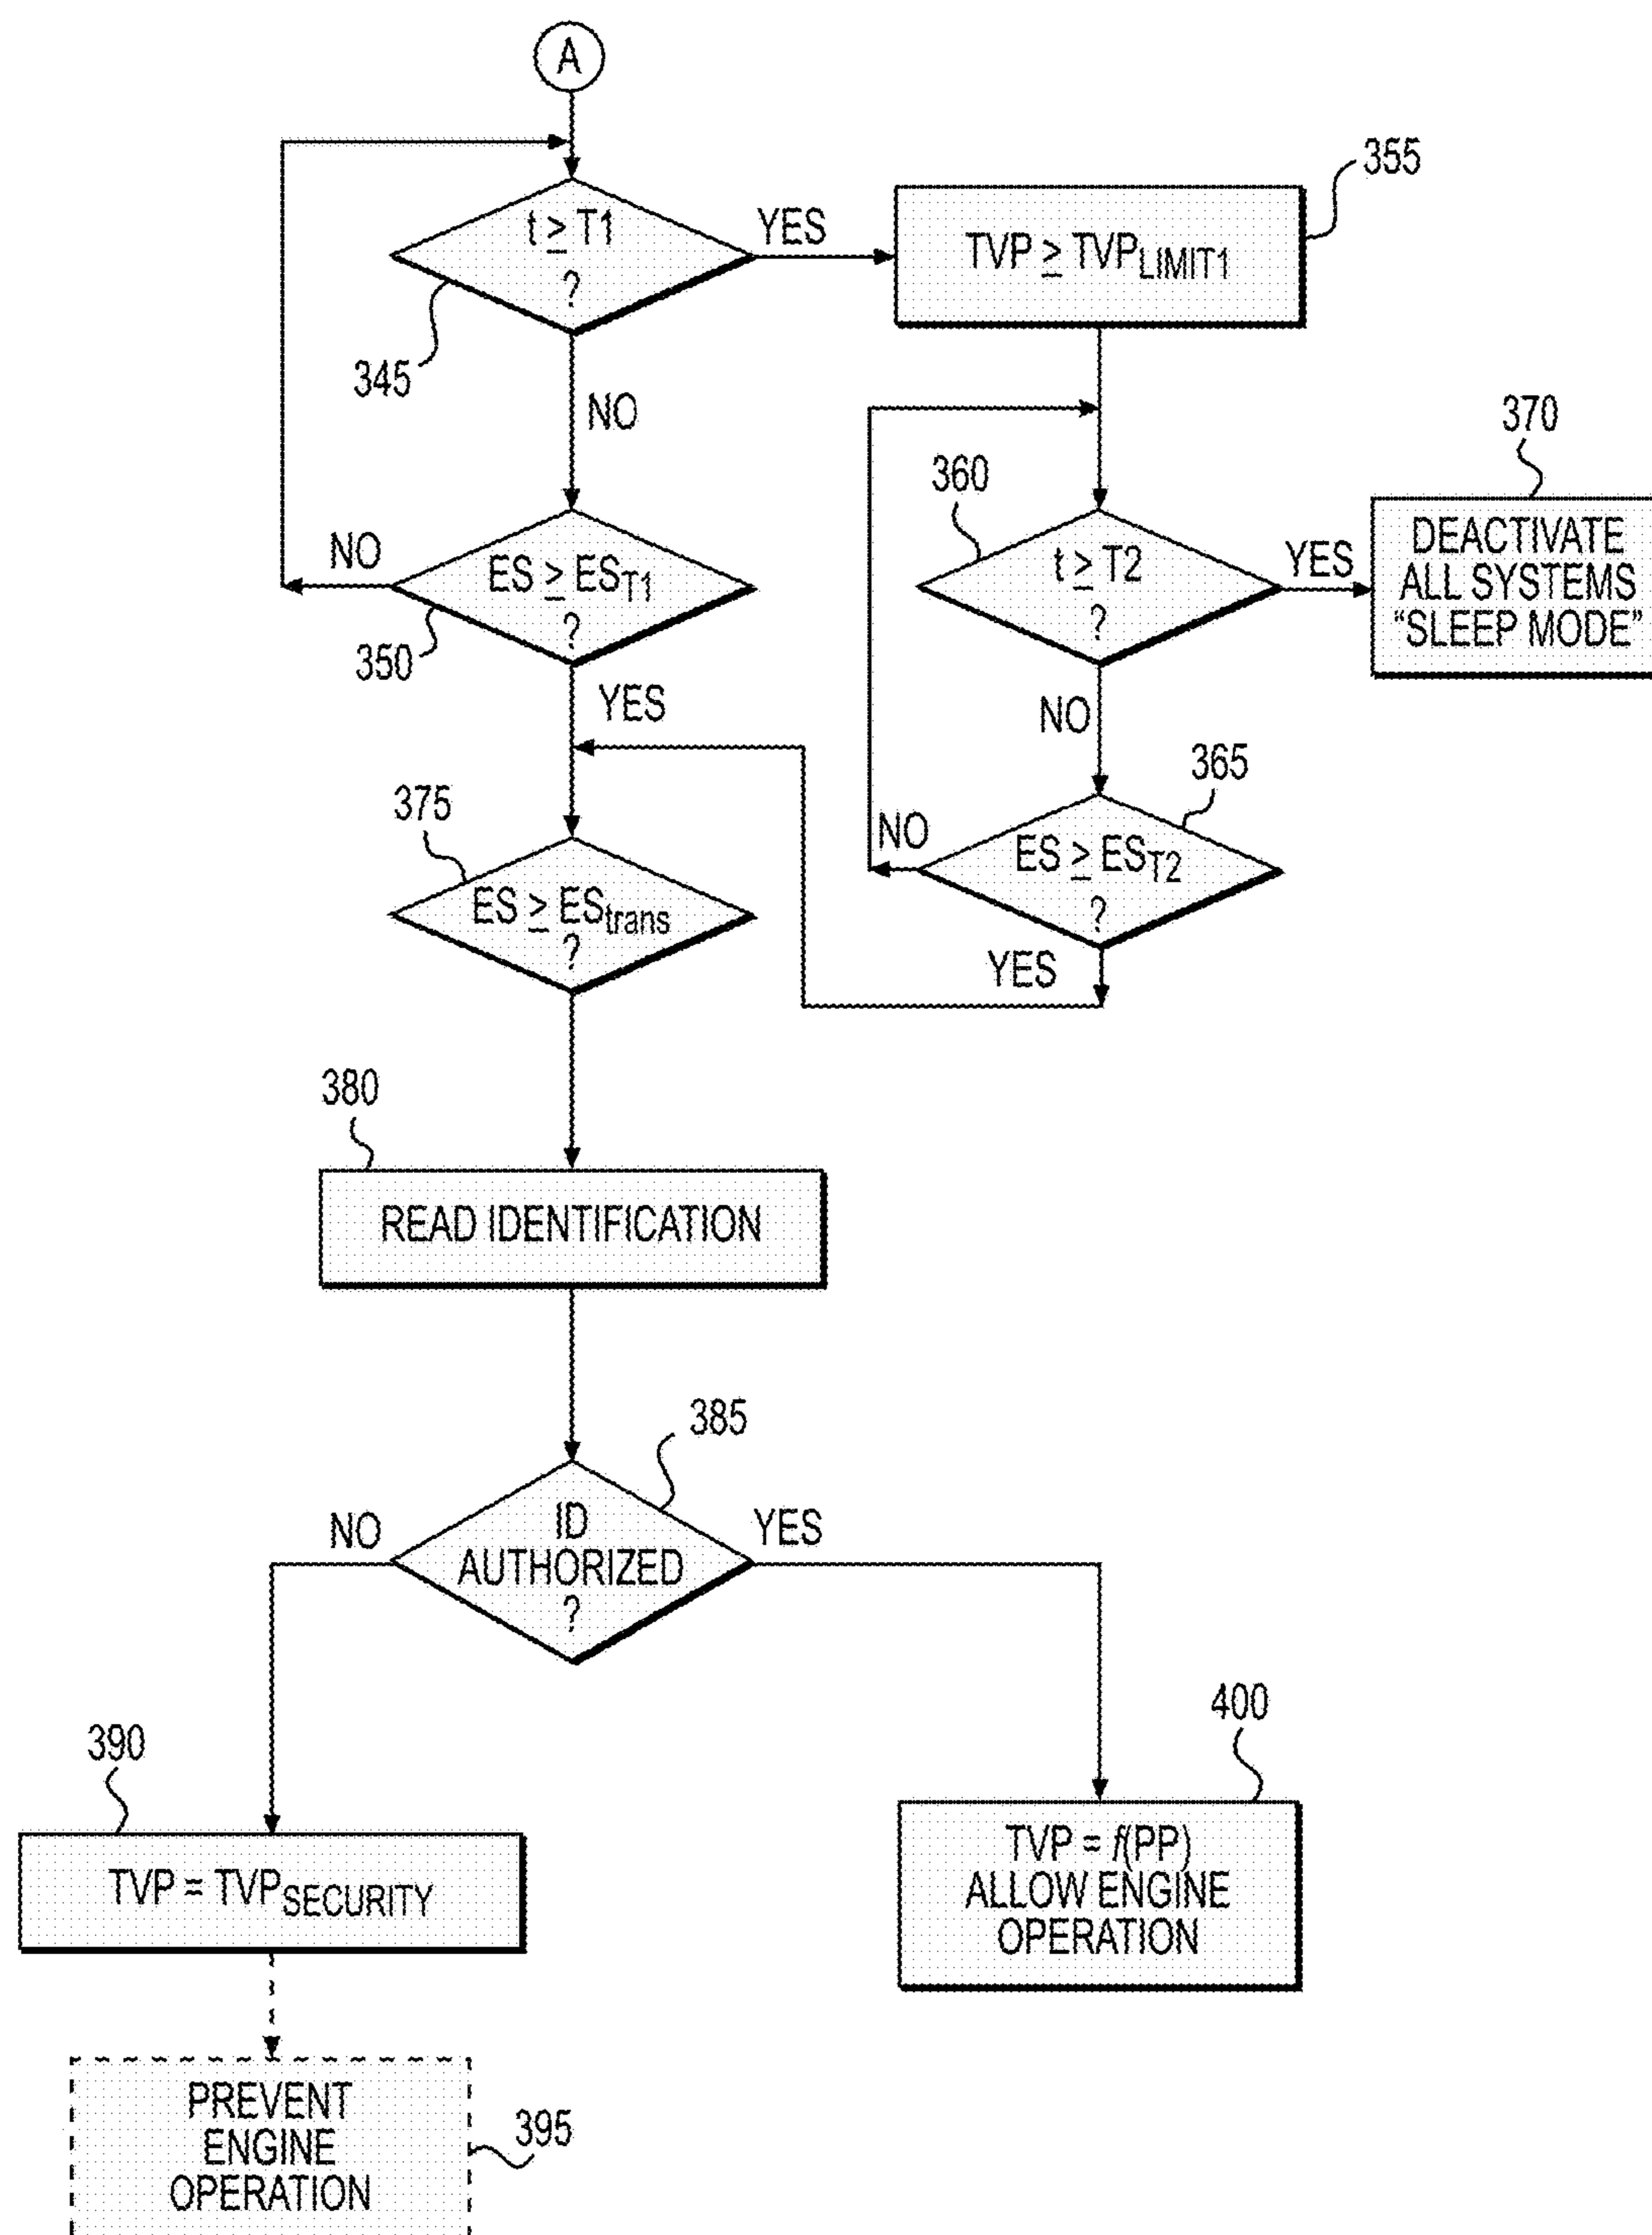 A
t ≥ T1
?
YES
TVP ≥ TVPLIMIT1
355
345
NO
ES ≥ EST1
?
NO
350
YES
360
t ≥ T2
?
YES
370
DEACTIVATE
ALL SYSTEMS
“SLEEP MODE”
NO
365
ES ≥ EST2
?
NO
YES
375
ES ≥ EStrans
?
380
READ IDENTIFICATION
385
ID
AUTHORIZED
?
NO
YES
390
TVP = TVPSECURITY
400
TVP = f(PP)
ALLOW ENGINE
OPERATION
PREVENT
ENGINE
OPERATION
395